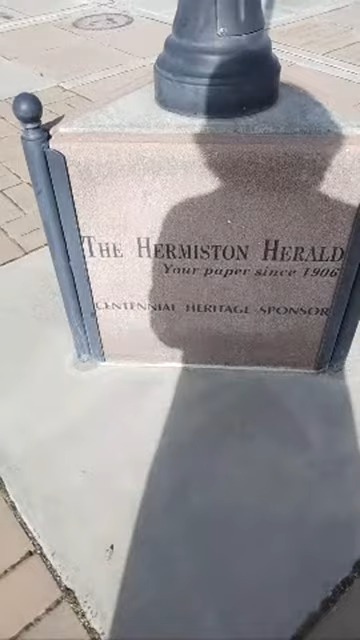 The Hermiston Herald
Your paper since 1906
CENTENNIAL HERITAGE SPONSOR